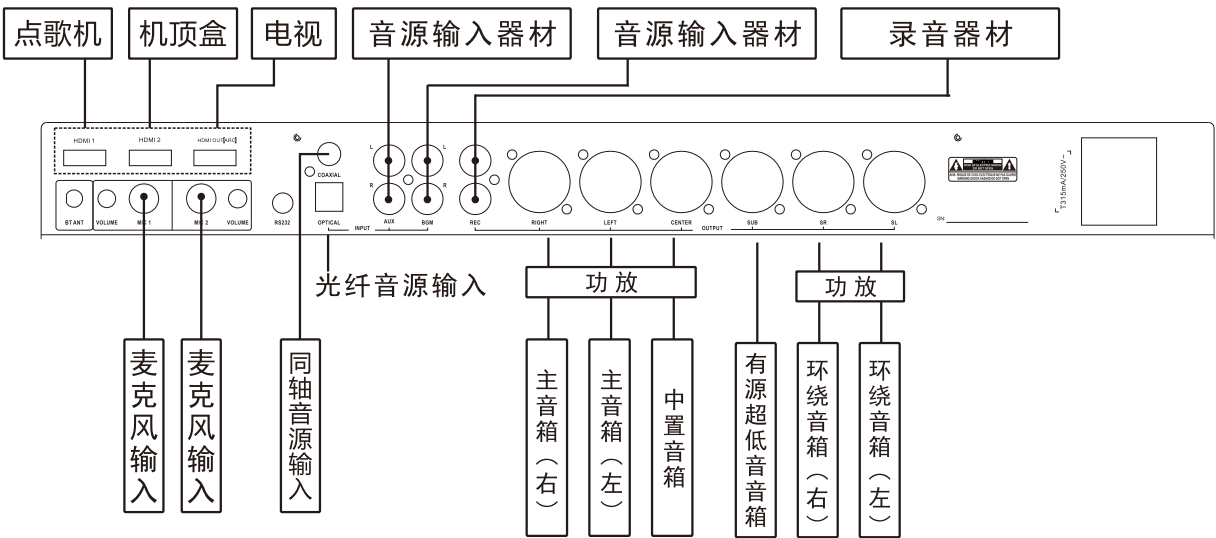 点歌机
机顶盒
电视
音源输入器材
音源输入器材
录音器材
HDMI 1
HDMI 2
HDMI OUT(ARC)
L
L
COAXIAL
R
R
BT ANT
VOLUME
MIC 1
MIC 2
VOLUME
RS232
OPTICAL
AUX
BGM
REC
RIGHT
LEFT
CENTER
SUB
SR
SL
INPUT
OUTPUT
CAUTION
SN:
T315mA/250V~
光纤音源输入
功放
功放
麦克风输入
麦克风输入
同轴音源输入
主音箱（右）
主音箱（左）
中置音箱
有源超低音音箱
环绕音箱（右）
环绕音箱（左）